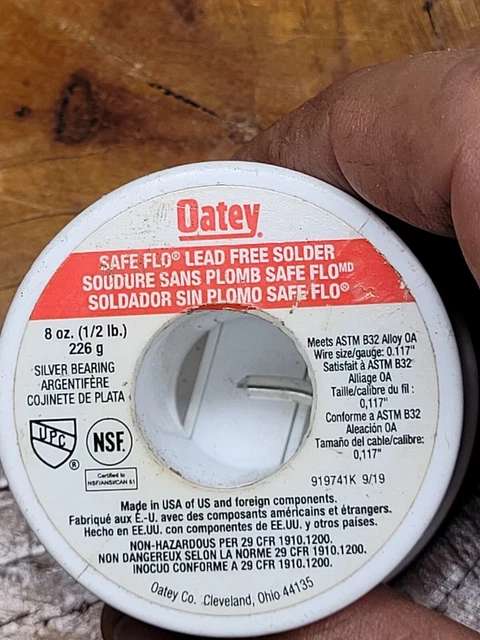 Oatey®
SAFE FLO® LEAD FREE SOLDER
SOUDURE SANS PLOMB SAFE FLOMD
SOLDADOR SIN PLOMO SAFE FLO®
8 oz. (1/2 lb.)
226 g
SILVER BEARING
ARGENTIFÈRE
COJINETE DE PLATA
UPC®
NSF®
Certified to
NSF/ANSI/CAN 61
Meets ASTM B32 Alloy OA
Wire size/gauge: 0.117"
Satisfait à ASTM B32
Alliage OA
Taille/calibre du fil :
0,117"
Conforme a ASTM B32
Aleación OA
Tamaño del cable/calibre:
0,117"
919741K 9/19
Made in USA of US and foreign components.
Fabriqué aux É.-U. avec des composants américains et étrangers.
Hecho en EE.UU. con componentes de EE.UU. y otros países.
NON-HAZARDOUS PER 29 CFR 1910.1200.
NON DANGEREUX SELON LA NORME 29 CFR 1910.1200.
INOCUO CONFORME A 29 CFR 1910.1200.
Oatey Co. Cleveland, Ohio 44135